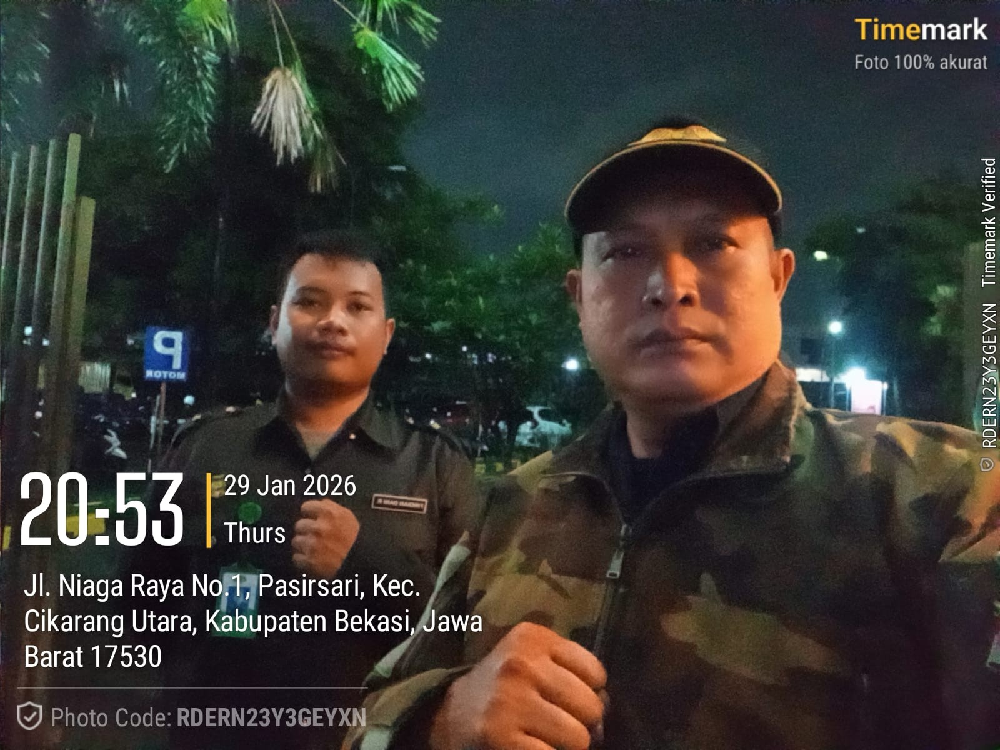 Timemark
Foto 100% akurat
P
MOTOR
20:53
29 Jan 2026
Thurs
Jl. Niaga Raya No.1, Pasirsari, Kec.
Cikarang Utara, Kabupaten Bekasi, Jawa
Barat 17530
Photo Code: RDERN23Y3GEYXN
RDERN23Y3GEYXN Timemark Verified